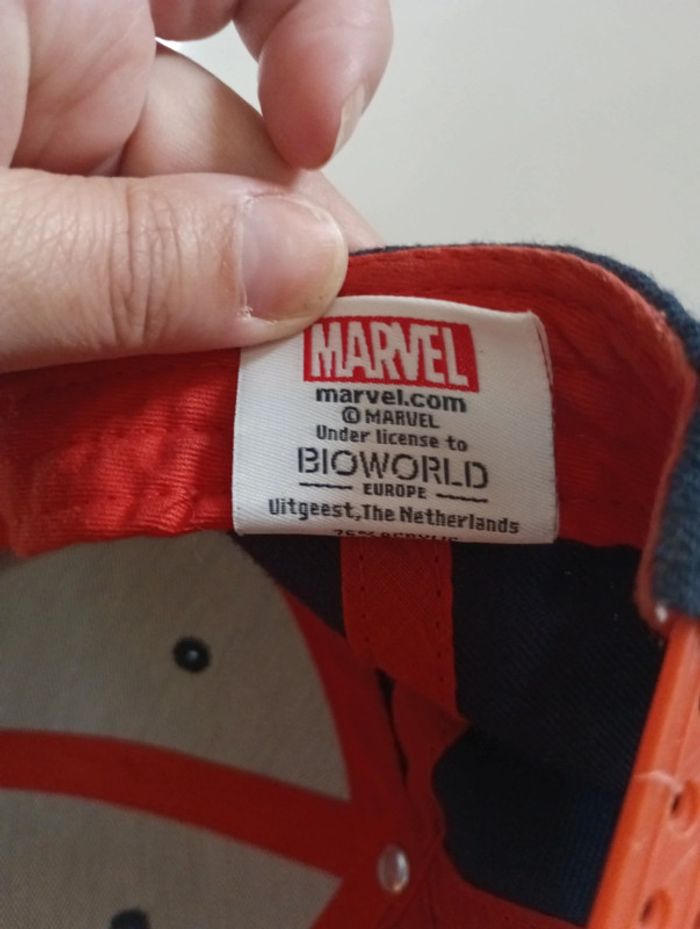 MARVEL
marvel.com
© MARVEL
Under license to
BIOWORLD
EUROPE
Uitgeest,The Netherlands